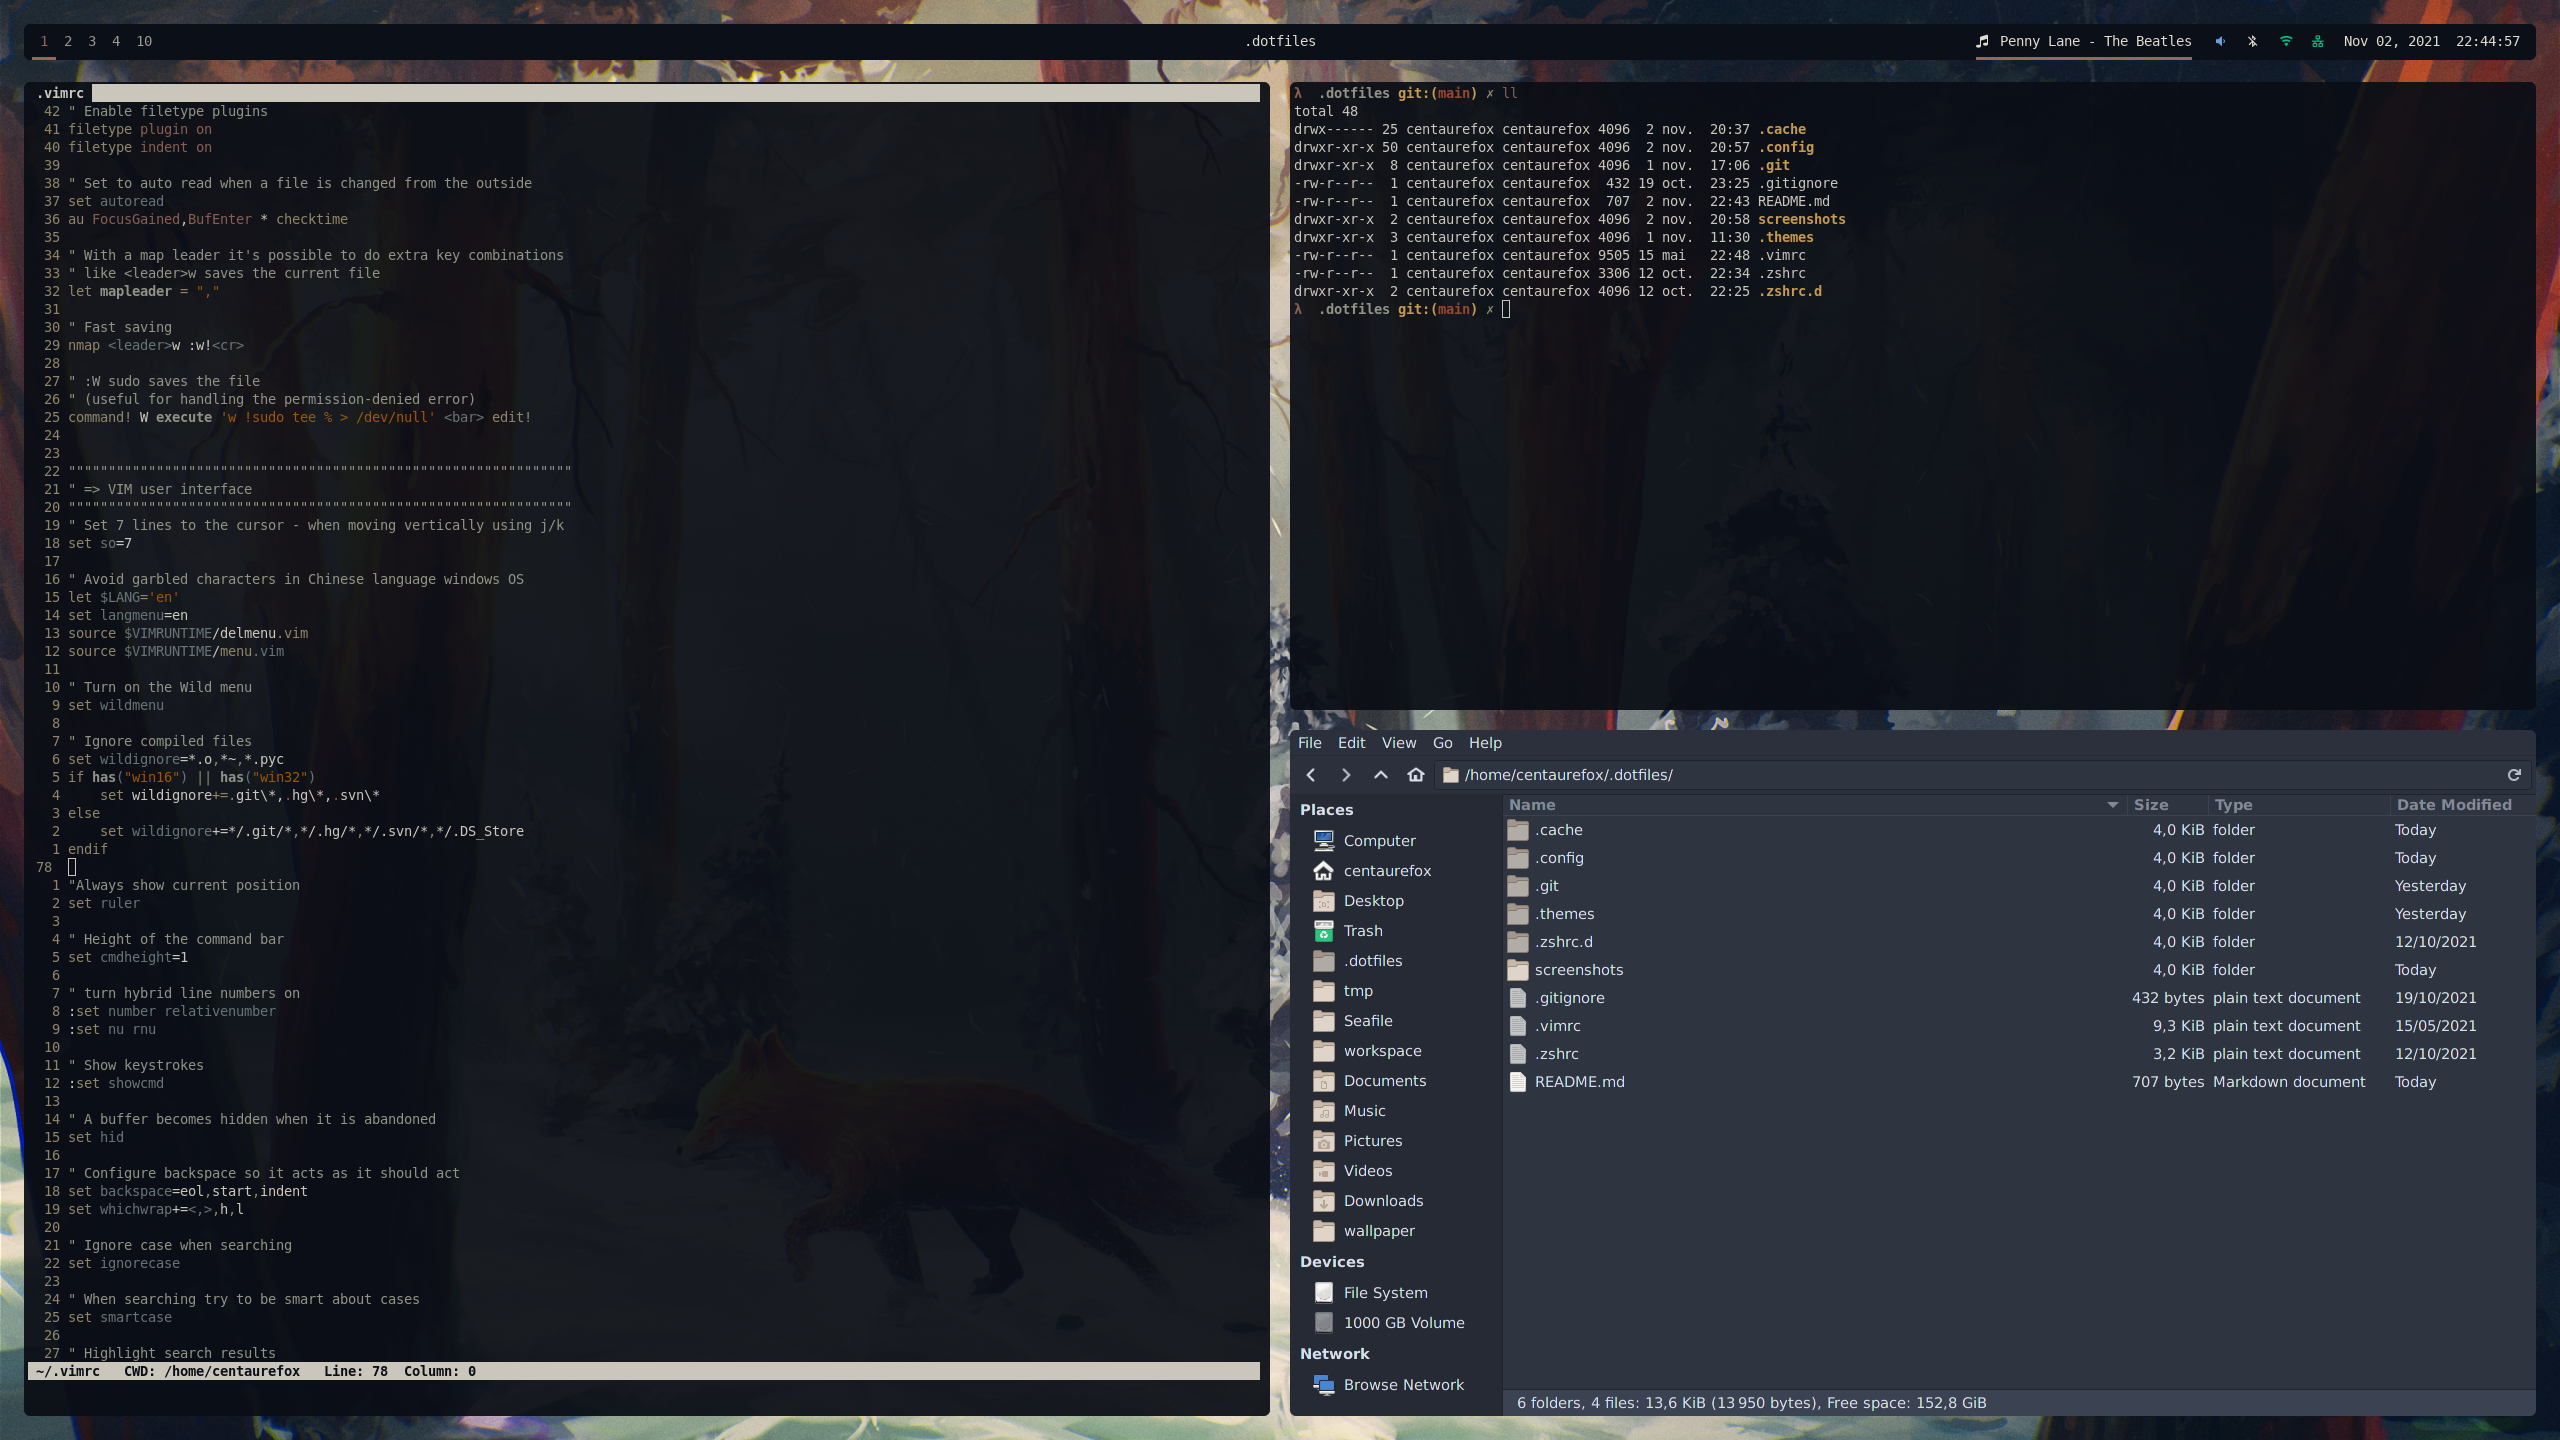 1 2 3 4 10
.dotfiles
Penny Lane - The Beatles
Nov 02, 2021 22:44:57
.vimrc
42 " Enable filetype plugins
41 filetype plugin on
40 filetype indent on
39
38 " Set to auto read when a file is changed from the outside
37 set autoread
36 au FocusGained,BufEnter * checktime
35
34 " With a map leader it's possible to do extra key combinations
33 " like <leader>w saves the current file
32 let mapleader = ","
31
30 " Fast saving
29 nmap <leader>w :w!<cr>
28
27 " :W sudo saves the file
26 " (useful for handling the permission-denied error)
25 command! W execute 'w !sudo tee % > /dev/null' <bar> edit!
24
23
22 """""""""""""""""""""""""""""""""""""""""""""""""""""""""""""""
21 " => VIM user interface
20 """""""""""""""""""""""""""""""""""""""""""""""""""""""""""""""
19 " Set 7 lines to the cursor - when moving vertically using j/k
18 set so=7
17
16 " Avoid garbled characters in Chinese language windows OS
15 let $LANG='en'
14 set langmenu=en
13 source $VIMRUNTIME/delmenu.vim
12 source $VIMRUNTIME/menu.vim
11
10 " Turn on the Wild menu
9 set wildmenu
8
7 " Ignore compiled files
6 set wildignore=*.o,*~,*.pyc
5 if has("win16") || has("win32")
4     set wildignore+=.git\*,.hg\*,.svn\*
3 else
2     set wildignore+=*/.git/*,*/.hg/*,*/.svn/*,*/.DS_Store
1 endif
78
1 "Always show current position
2 set ruler
3
4 " Height of the command bar
5 set cmdheight=1
6
7 " turn hybrid line numbers on
8 :set number relativenumber
9 :set nu rnu
10
11 " Show keystrokes
12 :set showcmd
13
14 " A buffer becomes hidden when it is abandoned
15 set hid
16
17 " Configure backspace so it acts as it should act
18 set backspace=eol,start,indent
19 set whichwrap+=<,>,h,l
20
21 " Ignore case when searching
22 set ignorecase
23
24 " When searching try to be smart about cases
25 set smartcase
26
27 " Highlight search results
~/.vimrc   CWD: /home/centaurefox   Line: 78  Column: 0
λ  .dotfiles git:(main) ✗ ll
total 48
drwx------ 25 centaurefox centaurefox 4096  2 nov.  20:37 .cache
drwxr-xr-x 50 centaurefox centaurefox 4096  2 nov.  20:57 .config
drwxr-xr-x  8 centaurefox centaurefox 4096  1 nov.  17:06 .git
-rw-r--r--  1 centaurefox centaurefox  432 19 oct.  23:25 .gitignore
-rw-r--r--  1 centaurefox centaurefox  707  2 nov.  22:43 README.md
drwxr-xr-x  2 centaurefox centaurefox 4096  2 nov.  20:58 screenshots
drwxr-xr-x  3 centaurefox centaurefox 4096  1 nov.  11:30 .themes
-rw-r--r--  1 centaurefox centaurefox 9505 15 mai   22:48 .vimrc
-rw-r--r--  1 centaurefox centaurefox 3306 12 oct.  22:34 .zshrc
drwxr-xr-x  2 centaurefox centaurefox 4096 12 oct.  22:25 .zshrc.d
λ  .dotfiles git:(main) ✗
File Edit View Go Help
/home/centaurefox/.dotfiles/
Places
Computer
centaurefox
Desktop
Trash
.dotfiles
tmp
Seafile
workspace
Documents
Music
Pictures
Videos
Downloads
wallpaper
Devices
File System
1000 GB Volume
Network
Browse Network
Name Size Type Date Modified
.cache 4,0 KiB folder Today
.config 4,0 KiB folder Today
.git 4,0 KiB folder Yesterday
.themes 4,0 KiB folder Yesterday
.zshrc.d 4,0 KiB folder 12/10/2021
screenshots 4,0 KiB folder Today
.gitignore 432 bytes plain text document 19/10/2021
.vimrc 9,3 KiB plain text document 15/05/2021
.zshrc 3,2 KiB plain text document 12/10/2021
README.md 707 bytes Markdown document Today
6 folders, 4 files: 13,6 KiB (13 950 bytes), Free space: 152,8 GiB